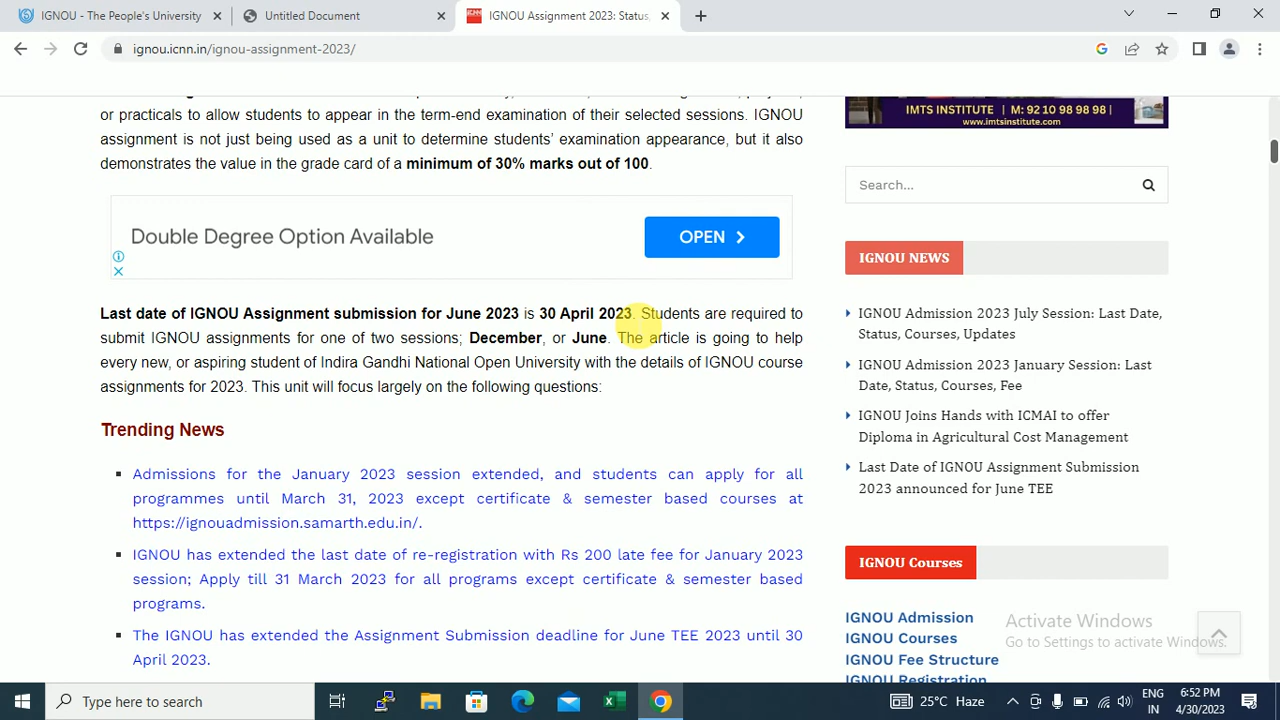 IGNOU - The People's University
Untitled Document
IGNOU Assignment 2023: Status,
ignou.icnn.in/ignou-assignment-2023/
or practicals to allow students to appear in the term-end examination of their selected sessions. IGNOU
assignment is not just being used as a unit to determine students' examination appearance, but it also
demonstrates the value in the grade card of a minimum of 30% marks out of 100.
Double Degree Option Available
OPEN
Last date of IGNOU Assignment submission for June 2023 is 30 April 2023. Students are required to
submit IGNOU assignments for one of two sessions; December, or June. The article is going to help
every new, or aspiring student of Indira Gandhi National Open University with the details of IGNOU course
assignments for 2023. This unit will focus largely on the following questions:
Trending News
Admissions for the January 2023 session extended, and students can apply for all
programmes until March 31, 2023 except certificate & semester based courses at
https://ignouadmission.samarth.edu.in/.
IGNOU has extended the last date of re-registration with Rs 200 late fee for January 2023
session; Apply till 31 March 2023 for all programs except certificate & semester based
programs.
The IGNOU has extended the Assignment Submission deadline for June TEE 2023 until 30
April 2023.
IMTS INSTITUTE | M: 92 10 98 98 98 |
www.imtsinstitute.com
Search...
IGNOU NEWS
IGNOU Admission 2023 July Session: Last Date,
Status, Courses, Updates
IGNOU Admission 2023 January Session: Last
Date, Status, Courses, Fee
IGNOU Joins Hands with ICMAI to offer
Diploma in Agricultural Cost Management
Last Date of IGNOU Assignment Submission
2023 announced for June TEE
IGNOU Courses
IGNOU Admission
IGNOU Courses
IGNOU Fee Structure
IGNOU Registration
Activate Windows
Go to Settings to activate Windows.
Type here to search
25°C Haze
ENG
IN
6:52 PM
4/30/2023